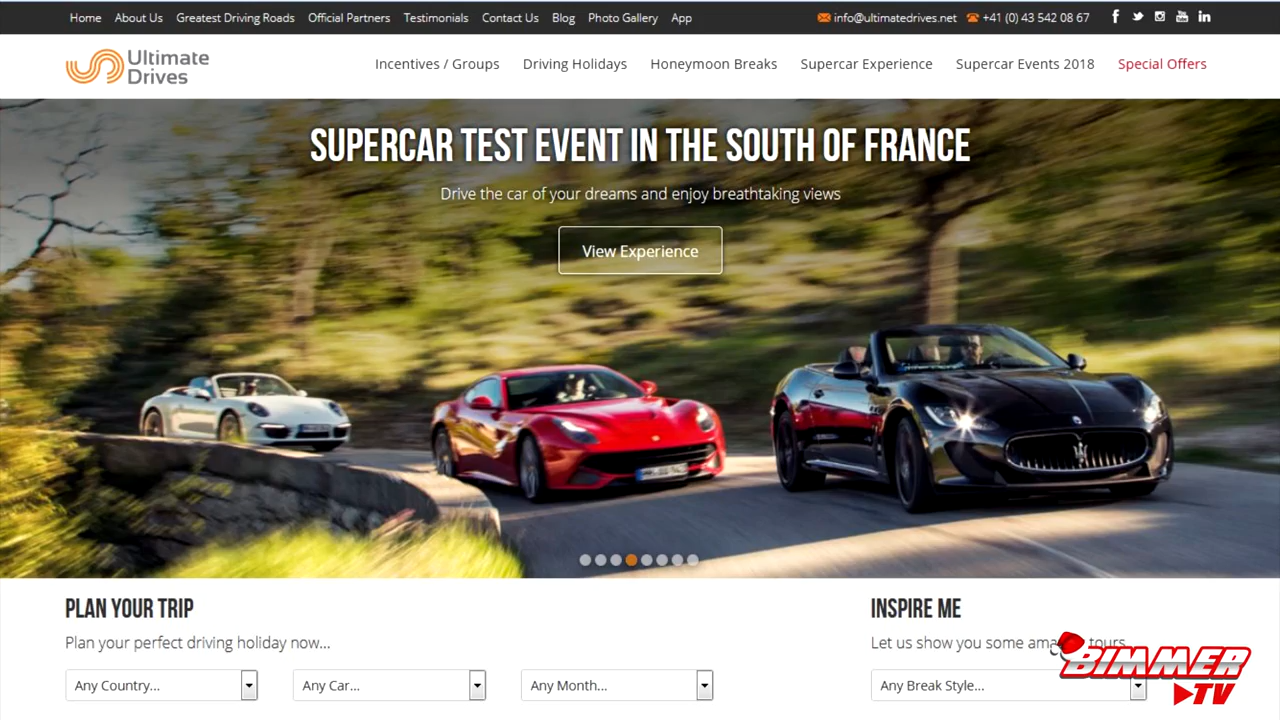 Home About Us Greatest Driving Roads Official Partners Testimonials Contact Us Blog Photo Gallery App info@ultimatedrives.net +41 (0) 43 542 08 67
Ultimate
Drives
Incentives / Groups Driving Holidays Honeymoon Breaks Supercar Experience Supercar Events 2018 Special Offers
SUPERCAR TEST EVENT IN THE SOUTH OF FRANCE
Drive the car of your dreams and enjoy breathtaking views
View Experience
PLAN YOUR TRIP
Plan your perfect driving holiday now...
Any Country... Any Car... Any Month...
INSPIRE ME
Let us show you some tours
Any Break Style...
BIMMER
TV